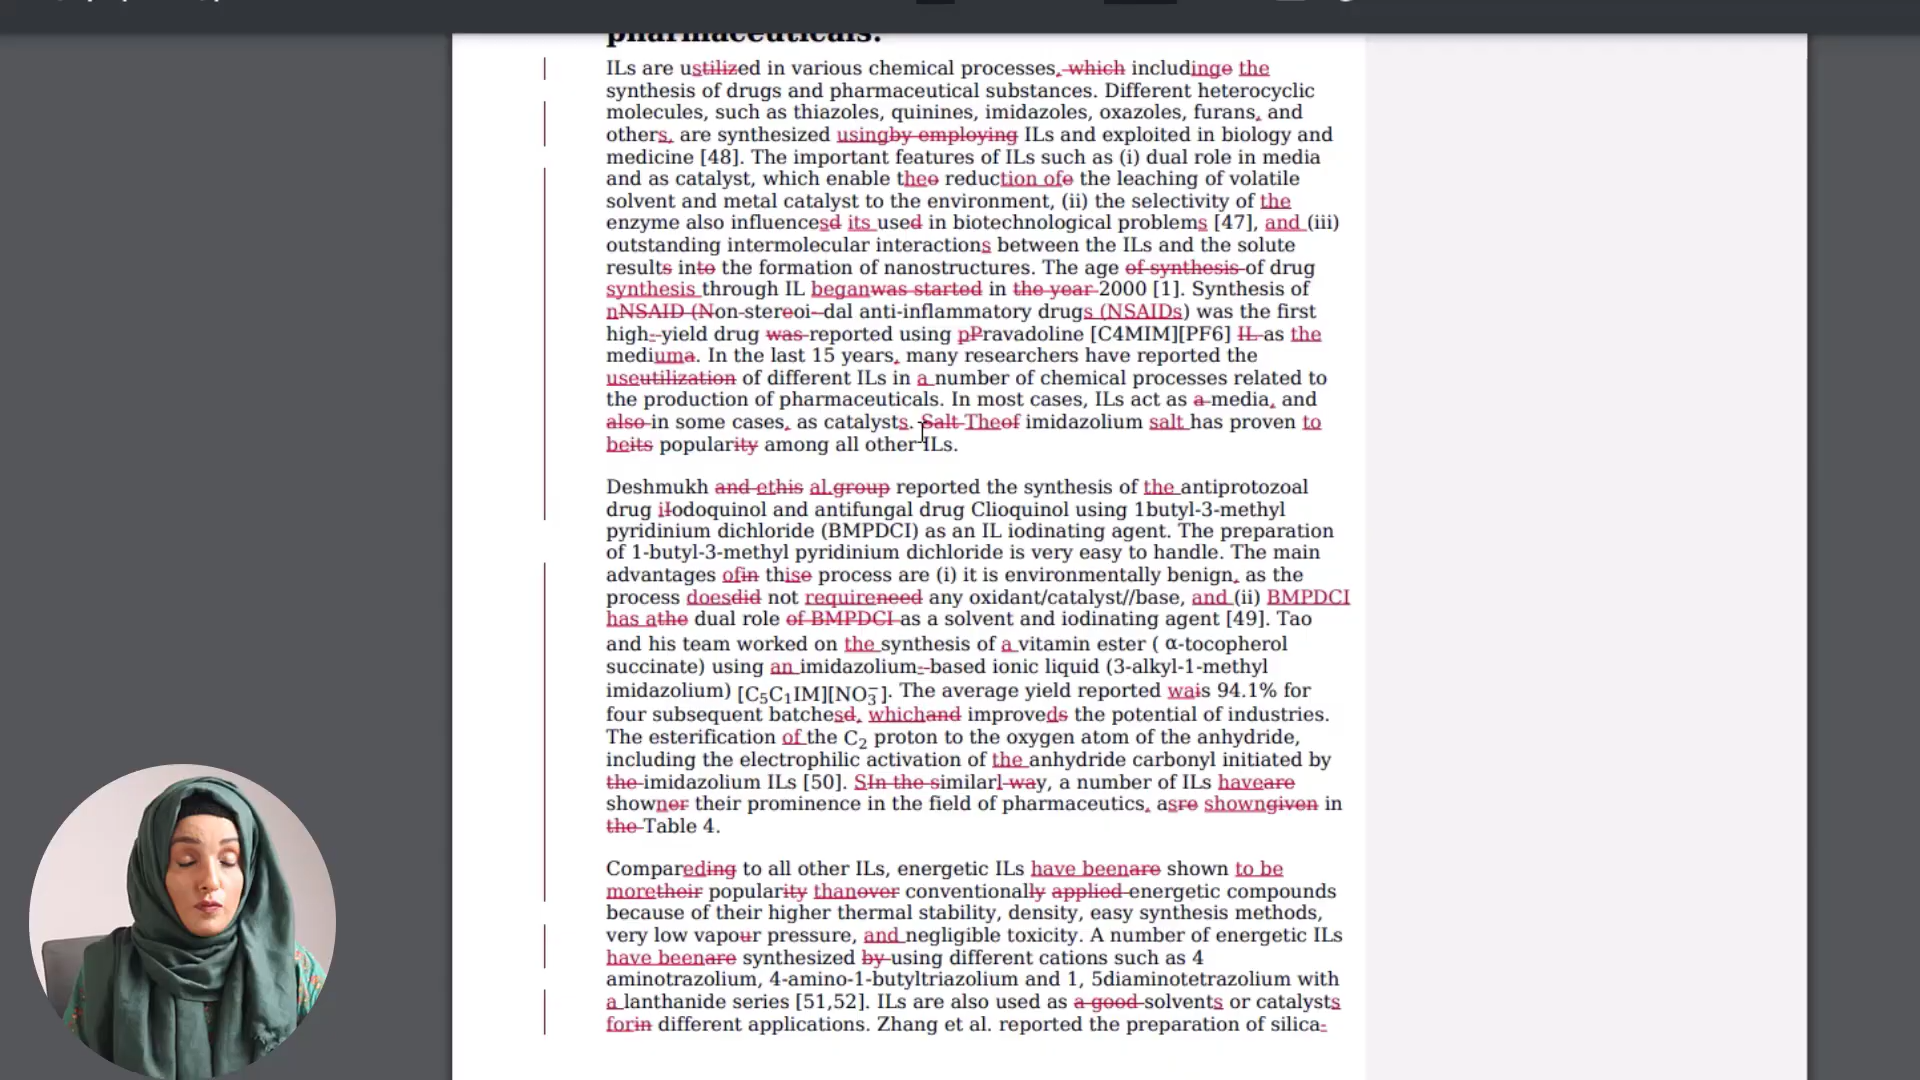 pharmaceuticals.
ILs are ustilized in various chemical processes, which includinge the
synthesis of drugs and pharmaceutical substances. Different heterocyclic
molecules, such as thiazoles, quinines, imidazoles, oxazoles, furans, and
others, are synthesized usingby employing ILs and exploited in biology and
medicine [48]. The important features of ILs such as (i) dual role in media
and as catalyst, which enable theo reduction ofe the leaching of volatile
solvent and metal catalyst to the environment, (ii) the selectivity of the
enzyme also influencesd its used in biotechnological problems [47], and (iii)
outstanding intermolecular interactions between the ILs and the solute
results into the formation of nanostructures. The age of synthesis of drug
synthesis through IL beganwas started in the year 2000 [1]. Synthesis of
nNSAID (Non-stereoi-dal anti-inflammatory drugs (NSAIDs) was the first
high--yield drug was reported using pPravadoline [C4MIM][PF6] IL as the
mediuma. In the last 15 years, many researchers have reported the
useutilization of different ILs in a number of chemical processes related to
the production of pharmaceuticals. In most cases, ILs act as a media, and
also in some cases, as catalysts. Salt Theof imidazolium salt has proven to
beits popularity among all other ILs.
Deshmukh and ethis al.group reported the synthesis of the antiprotozoal
drug iIodoquinol and antifungal drug Clioquinol using 1butyl-3-methyl
pyridinium dichloride (BMPDCI) as an IL iodinating agent. The preparation
of 1-butyl-3-methyl pyridinium dichloride is very easy to handle. The main
advantages ofin thise process are (i) it is environmentally benign, as the
process doesdid not requireneed any oxidant/catalyst//base, and (ii) BMPDCI
has athe dual role of BMPDCI as a solvent and iodinating agent [49]. Tao
and his team worked on the synthesis of a vitamin ester ( α-tocopherol
succinate) using an imidazolium--based ionic liquid (3-alkyl-1-methyl
imidazolium) [C₅C₁IM][NO₃⁻]. The average yield reported wais 94.1% for
four subsequent batchesd, whichand improveds the potential of industries.
The esterification of the C₂ proton to the oxygen atom of the anhydride,
including the electrophilic activation of the anhydride carbonyl initiated by
the imidazolium ILs [50]. SIn the similarl way, a number of ILs haveare
showner their prominence in the field of pharmaceutics, asre showngiven in
the Table 4.
Compareding to all other ILs, energetic ILs have beenare shown to be
moretheir popularity thanover conventionally applied energetic compounds
because of their higher thermal stability, density, easy synthesis methods,
very low vapour pressure, and negligible toxicity. A number of energetic ILs
have beenare synthesized by using different cations such as 4
aminotrazolium, 4-amino-1-butyltriazolium and 1, 5diaminotetrazolium with
a lanthanide series [51,52]. ILs are also used as a good solvents or catalysts
forin different applications. Zhang et al. reported the preparation of silica-